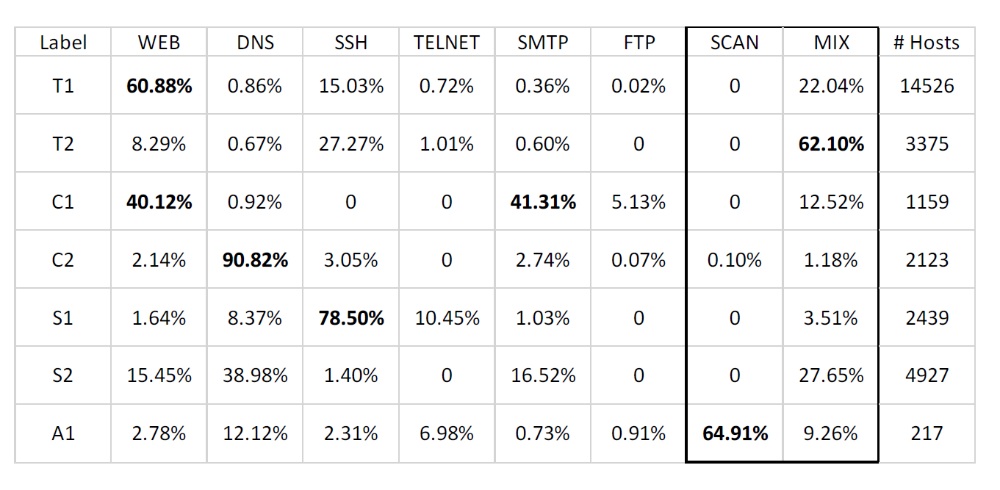 Label WEB DNS SSH TELNET SMTP FTP SCAN MIX # Hosts
T1 60.88% 0.86% 15.03% 0.72% 0.36% 0.02% 0 22.04% 14526
T2 8.29% 0.67% 27.27% 1.01% 0.60% 0 0 62.10% 3375
C1 40.12% 0.92% 0 0 41.31% 5.13% 0 12.52% 1159
C2 2.14% 90.82% 3.05% 0 2.74% 0.07% 0.10% 1.18% 2123
S1 1.64% 8.37% 78.50% 10.45% 1.03% 0 0 3.51% 2439
S2 15.45% 38.98% 1.40% 0 16.52% 0 0 27.65% 4927
A1 2.78% 12.12% 2.31% 6.98% 0.73% 0.91% 64.91% 9.26% 217